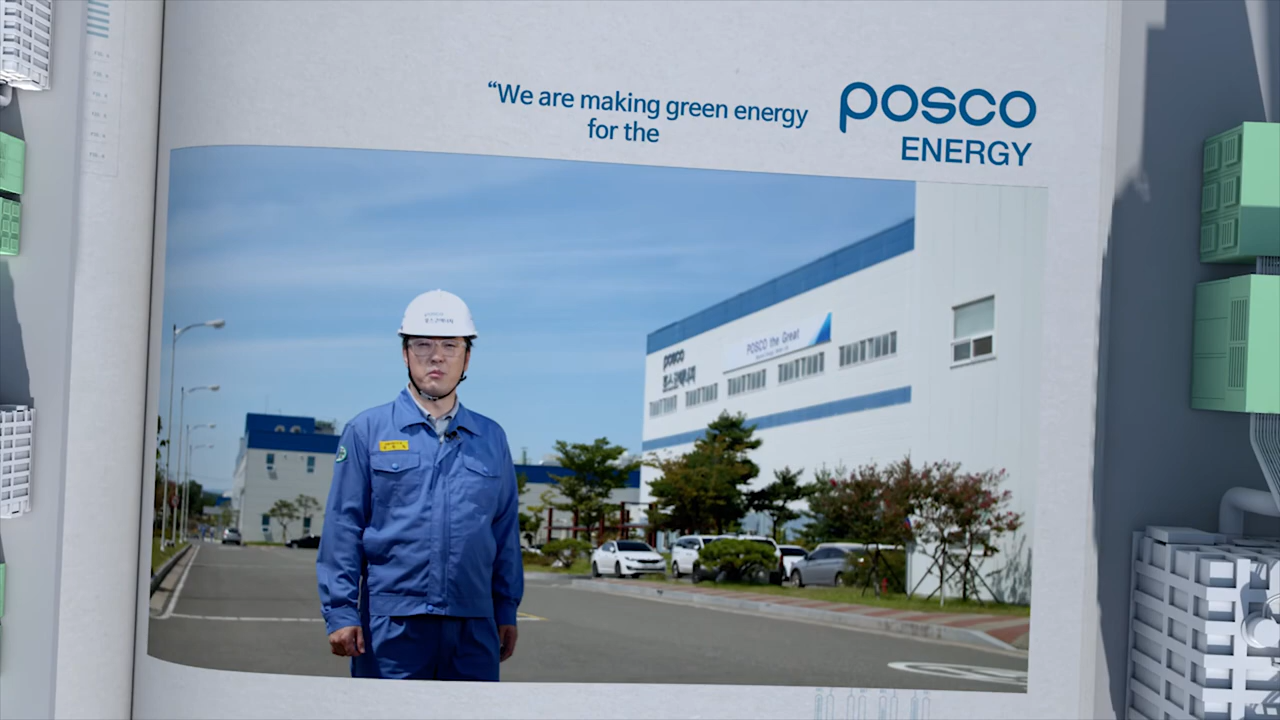 “We are making green energy
for the
posco
ENERGY
POSCO the Great
posco
포스코에너지